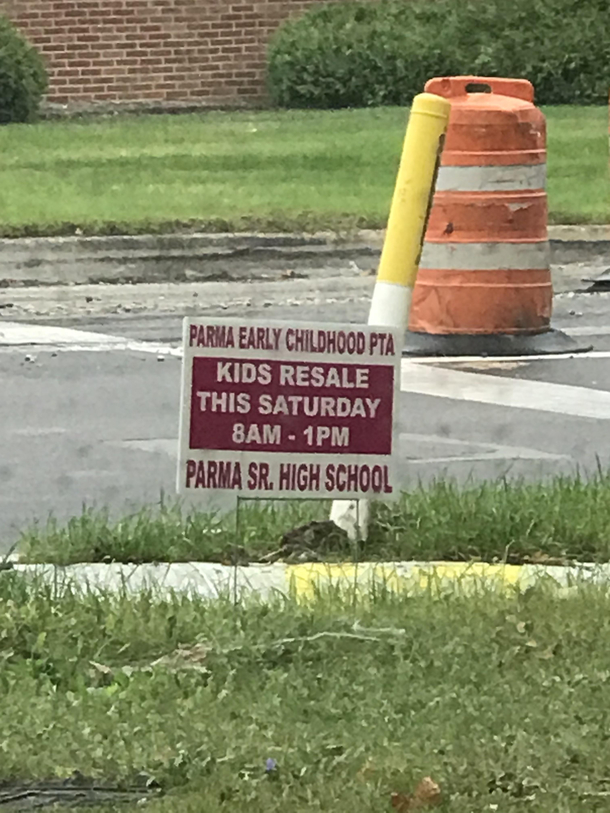 PARMA EARLY CHILDHOOD PTA
KIDS RESALE
THIS SATURDAY
8AM - 1PM
PARMA SR. HIGH SCHOOL